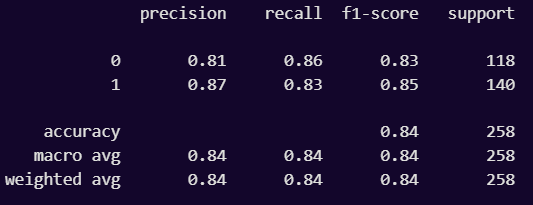 precision recall f1-score support
0 0.81 0.86 0.83 118
1 0.87 0.83 0.85 140
accuracy 0.84 258
macro avg 0.84 0.84 0.84 258
weighted avg 0.84 0.84 0.84 258